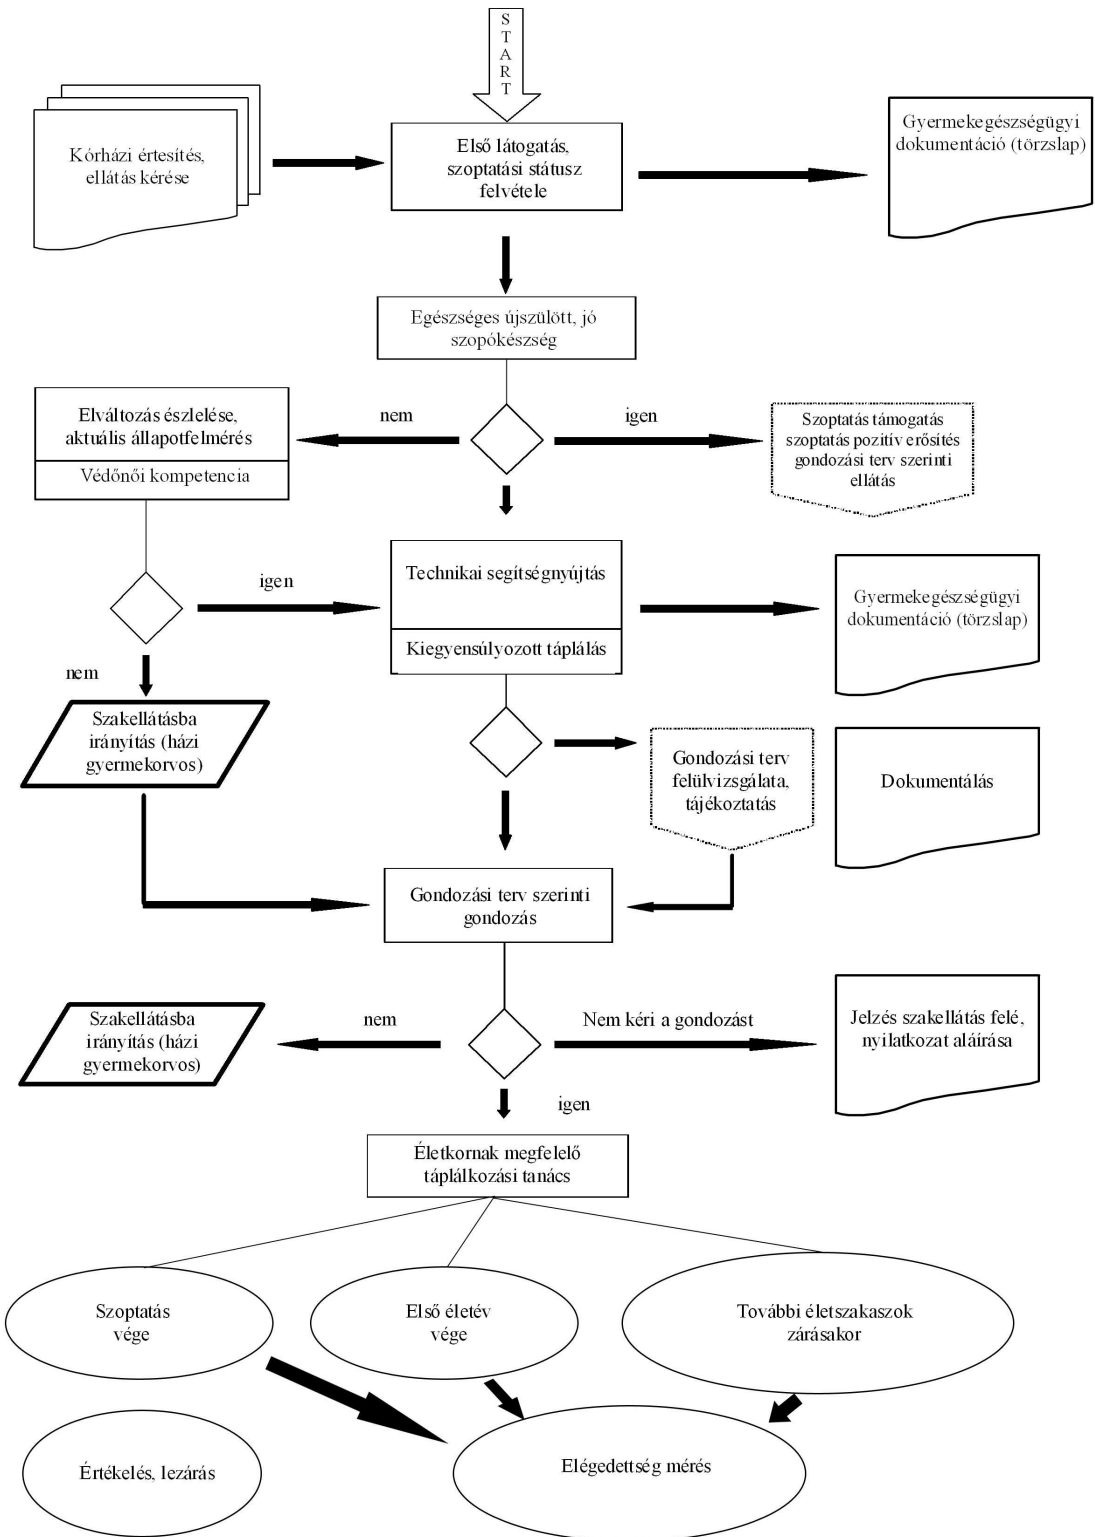 START
Kórházi értesítés,
ellátás kérése
Első látogatás,
szoptatási státusz
felvétele
Gyermekegészségügyi
dokumentáció (törzslap)
Egészséges újszülött, jó
szopókészség
Elváltozás észlelése,
aktuális állapotfelmérés
Védőnői kompetencia
nem
igen
Szoptatás támogatás
szoptatás pozitív erősítés
gondozási terv szerinti
ellátás
igen
Technikai segítségnyújtás
Kiegyensúlyozott táplálás
Gyermekegészségügyi
dokumentáció (törzslap)
nem
Szakellátásba
irányítás (házi
gyermekorvos)
Gondozási terv
felülvizsgálata,
tájékoztatás
Dokumentálás
Gondozási terv szerinti
gondozás
Szakellátásba
irányítás (házi
gyermekorvos)
nem
Nem kéri a gondozást
Jelzés szakellátás felé,
nyilatkozat aláírása
igen
Életkornak megfelelő
táplálkozási tanács
Szoptatás
vége
Első életév
vége
További életszakaszok
zárásakor
Értékelés, lezárás
Elégedettség mérés